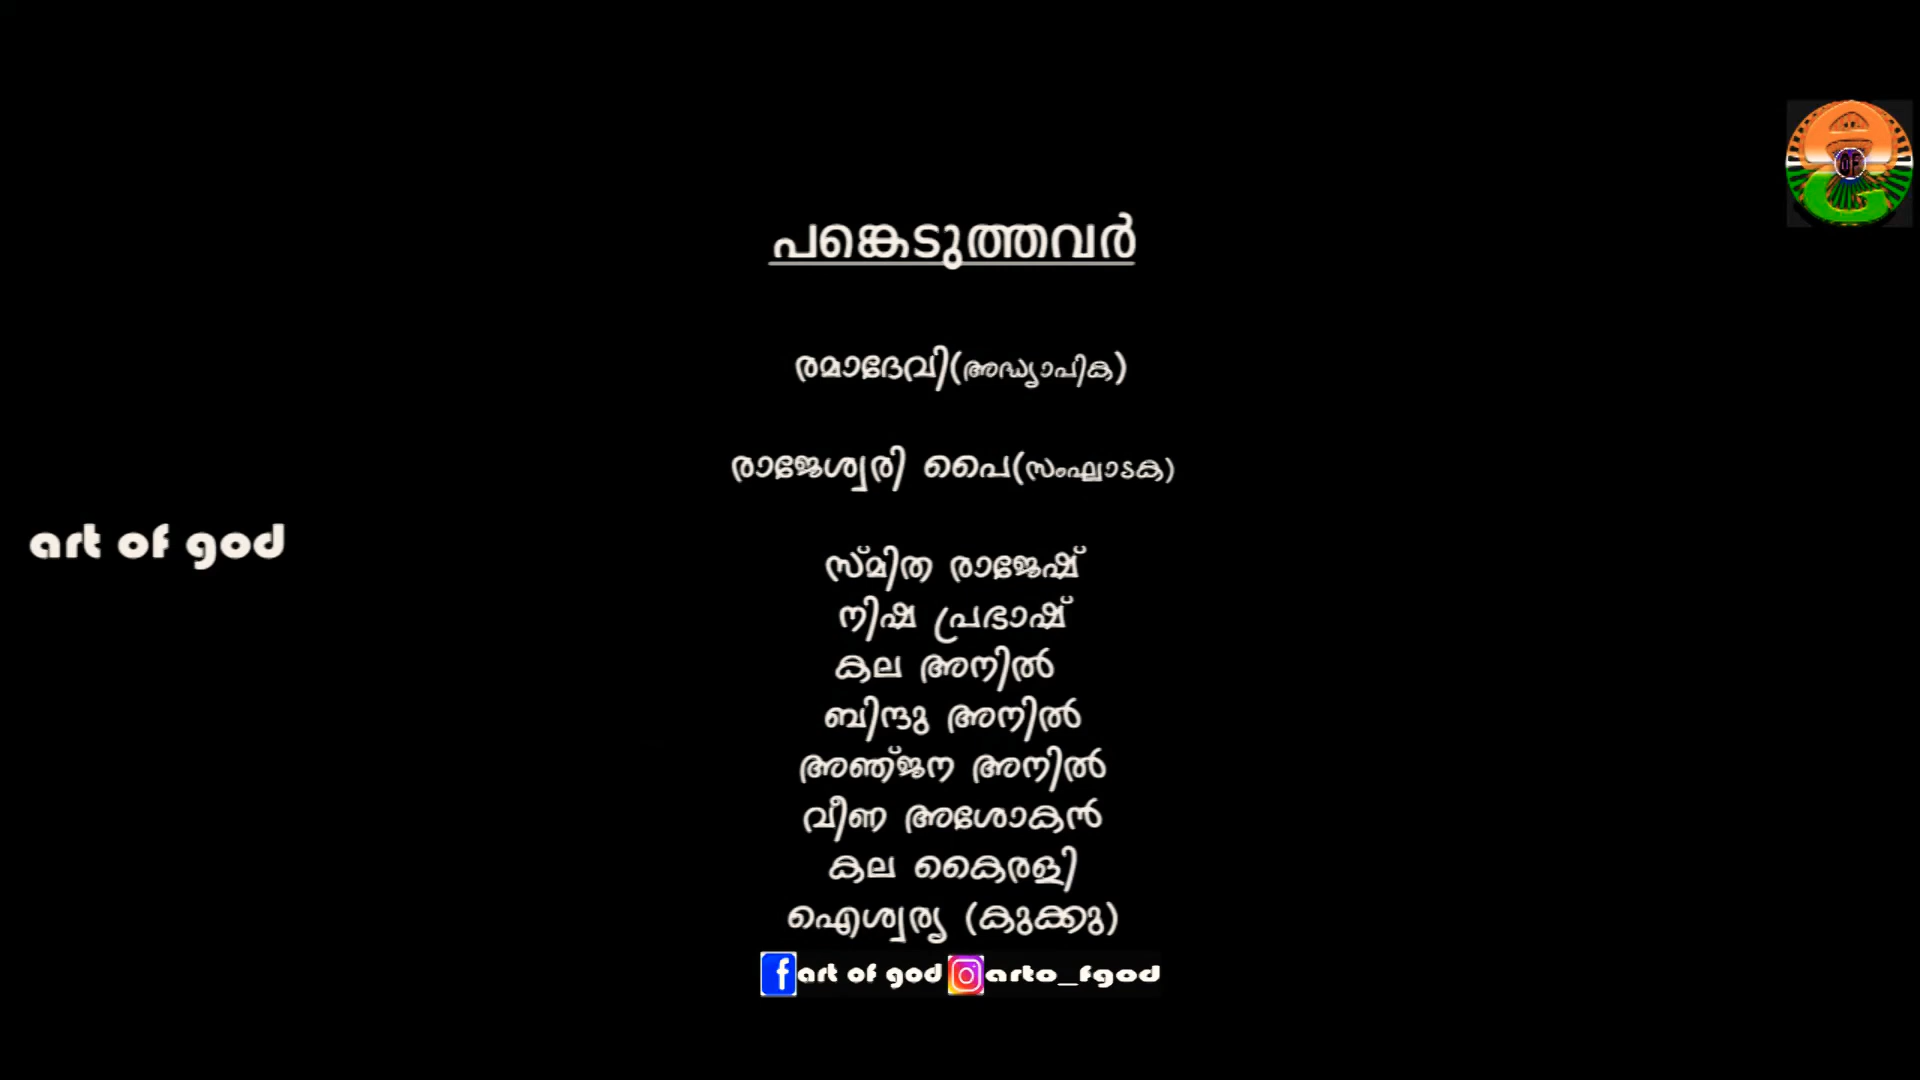 പങ്കെടുത്തവർ
രമാദേവി(അദ്ധ്യാപിക)
രാജേശ്വരി പൈ(സംഘാടക)
art of god
സ്മിത രാജേഷ്
നിഷ പ്രഭാഷ്
കല അനിൽ
ബിന്ദു അനിൽ
അഞ്ജന അനിൽ
വീണ അശോകൻ
കല കൈരളി
ഐശ്വര്യ (കുക്കു)
art of god arto_fgod